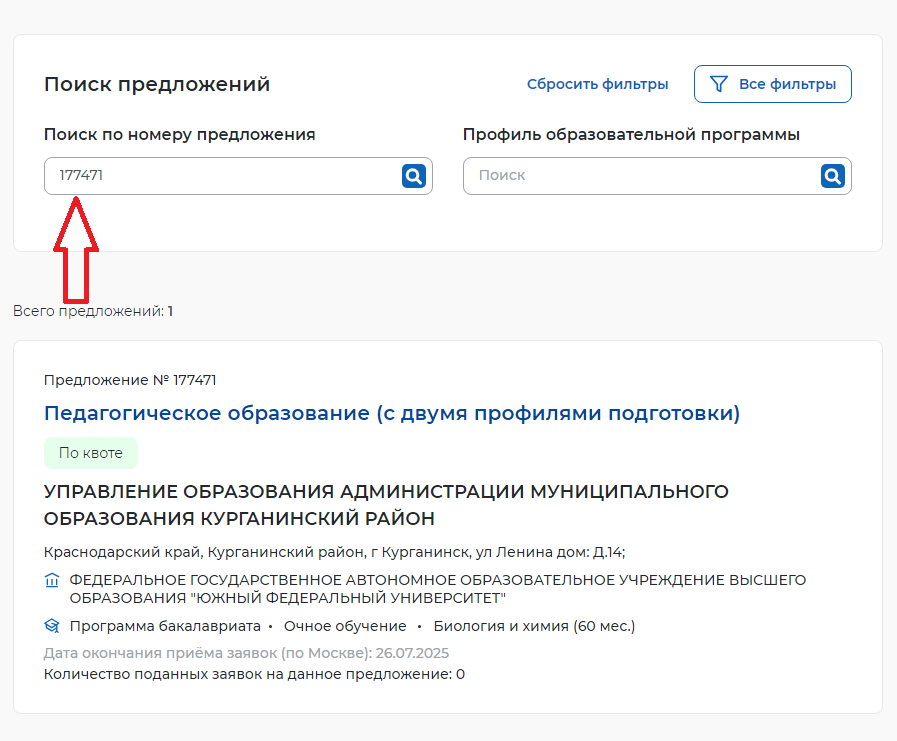 Поиск предложений
Сбросить фильтры
Все фильтры
Поиск по номеру предложения
Профиль образовательной программы
177471
Поиск
Всего предложений: 1
Предложение № 177471
Педагогическое образование (с двумя профилями подготовки)
По квоте
УПРАВЛЕНИЕ ОБРАЗОВАНИЯ АДМИНИСТРАЦИИ МУНИЦИПАЛЬНОГО
ОБРАЗОВАНИЯ КУРГАНИНСКИЙ РАЙОН
Краснодарский край, Курганинский район, г Курганинск, ул Ленина дом: Д.14;
ФЕДЕРАЛЬНОЕ ГОСУДАРСТВЕННОЕ АВТОНОМНОЕ ОБРАЗОВАТЕЛЬНОЕ УЧРЕЖДЕНИЕ ВЫСШЕГО
ОБРАЗОВАНИЯ "ЮЖНЫЙ ФЕДЕРАЛЬНЫЙ УНИВЕРСИТЕТ"
Программа бакалавриата • Очное обучение • Биология и химия (60 мес.)
Дата окончания приёма заявок (по Москве): 26.07.2025
Количество поданных заявок на данное предложение: 0